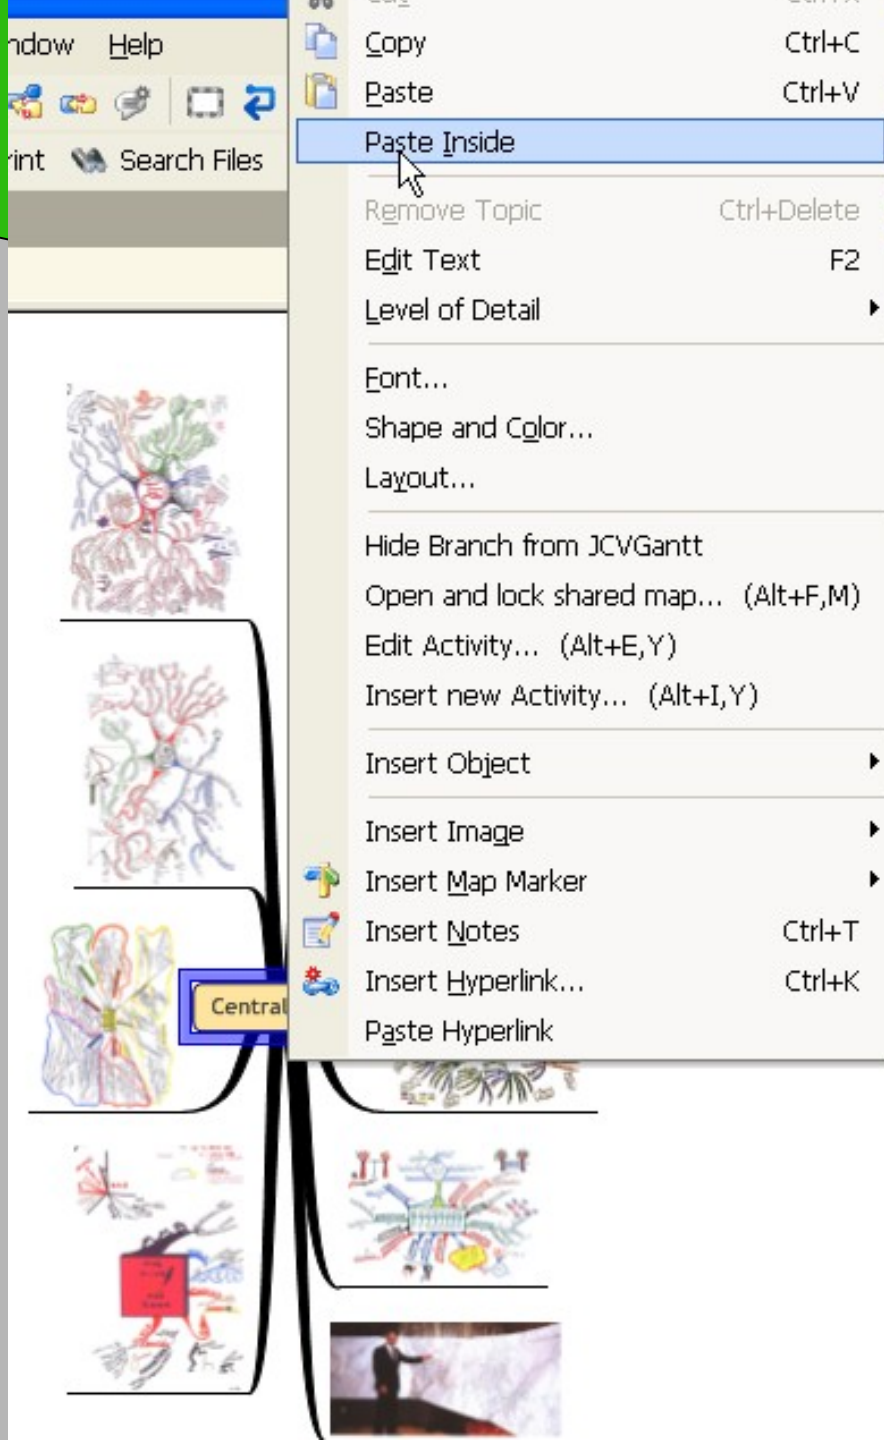 ndow Help
rint Search Files
Copy Ctrl+C
Paste Ctrl+V
Paste Inside
Remove Topic Ctrl+Delete
Edit Text F2
Level of Detail
Font...
Shape and Color...
Layout...
Hide Branch from JCVGantt
Open and lock shared map... (Alt+F,M)
Edit Activity... (Alt+E,Y)
Insert new Activity... (Alt+I,Y)
Insert Object
Insert Image
Insert Map Marker
Insert Notes Ctrl+T
Insert Hyperlink... Ctrl+K
Paste Hyperlink
Central